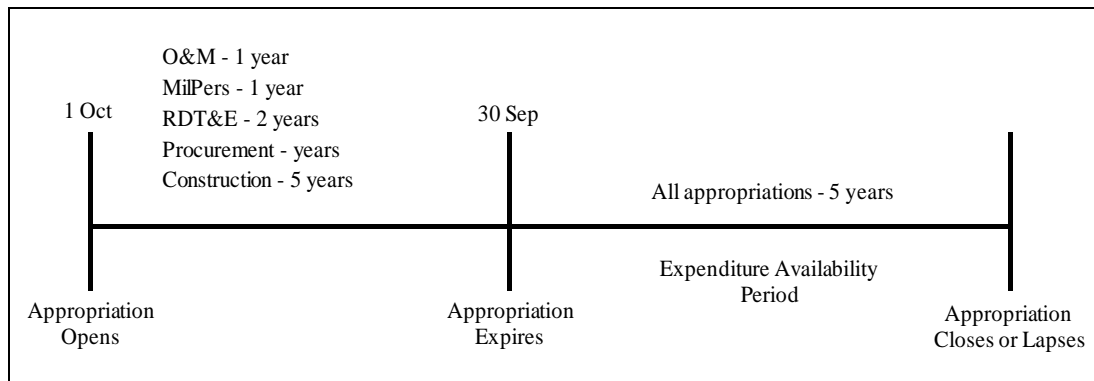 O&M - 1 year
MilPers - 1 year
1 Oct
RDT&E - 2 years
30 Sep
Procurement - years
Construction - 5 years
All appropriations - 5 years
Expenditure Availability
Period
Appropriation
Opens
Appropriation
Expires
Appropriation
Closes or Lapses